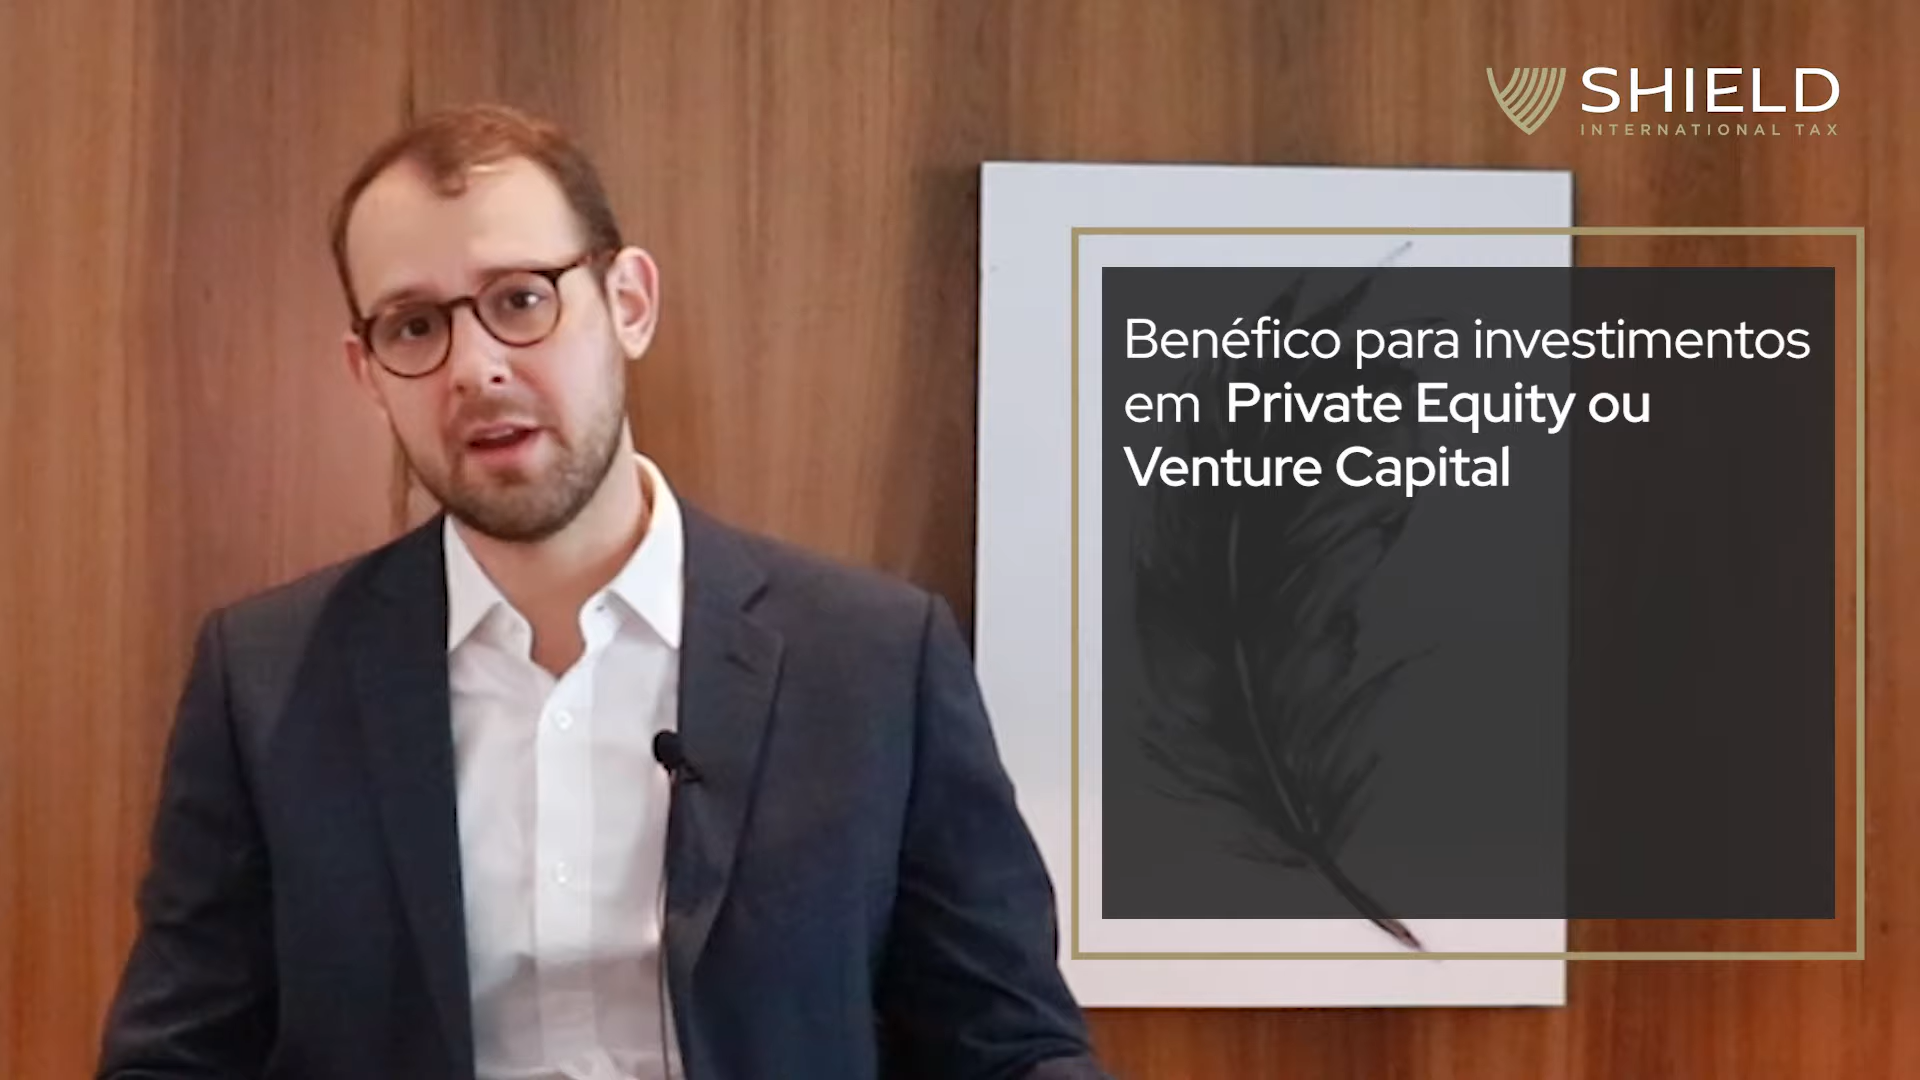 SHIELD
INTERNATIONAL TAX
Benéfico para investimentos
em Private Equity ou
Venture Capital